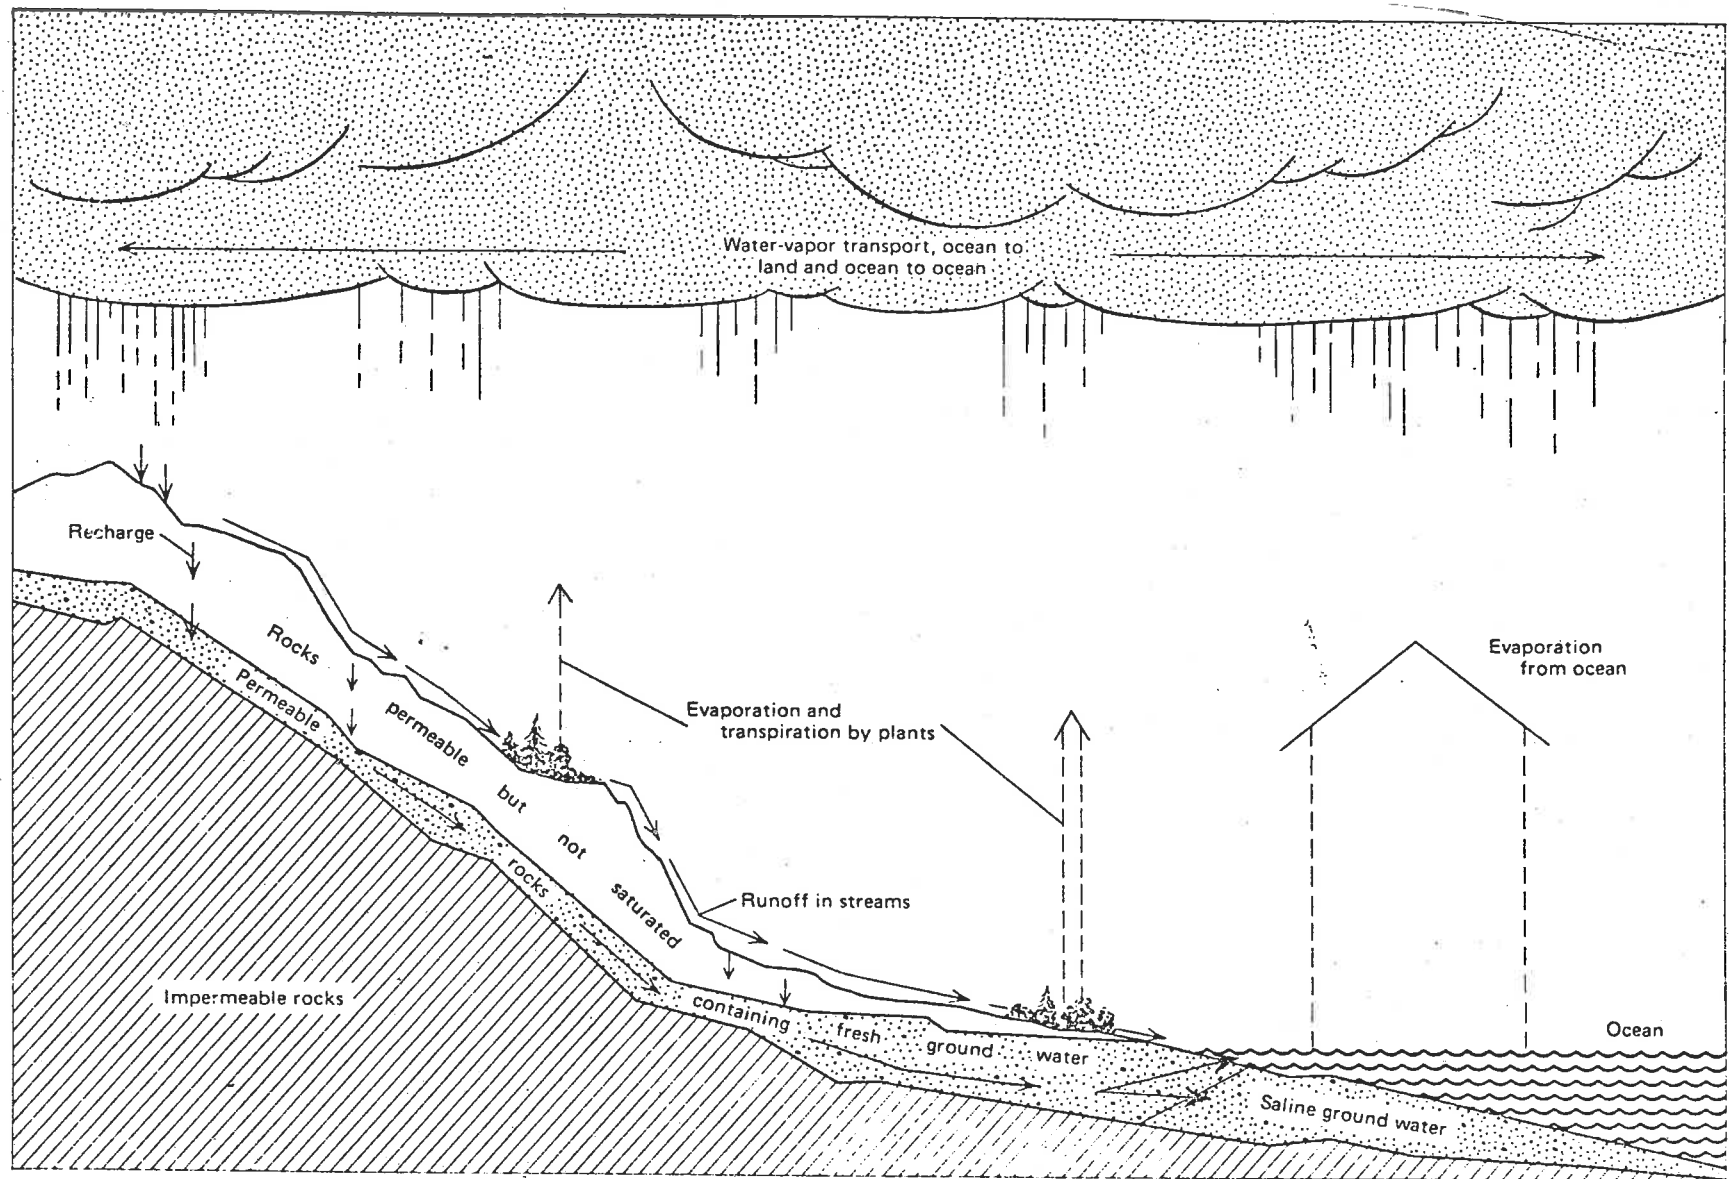 Water-vapor transport, ocean to
land and ocean to ocean
Recharge
Rocks permeable but not saturated
Permeable rocks containing fresh ground water
Evaporation and
transpiration by plants
Evaporation
from ocean
Runoff in streams
Impermeable rocks
Ocean
Saline ground water